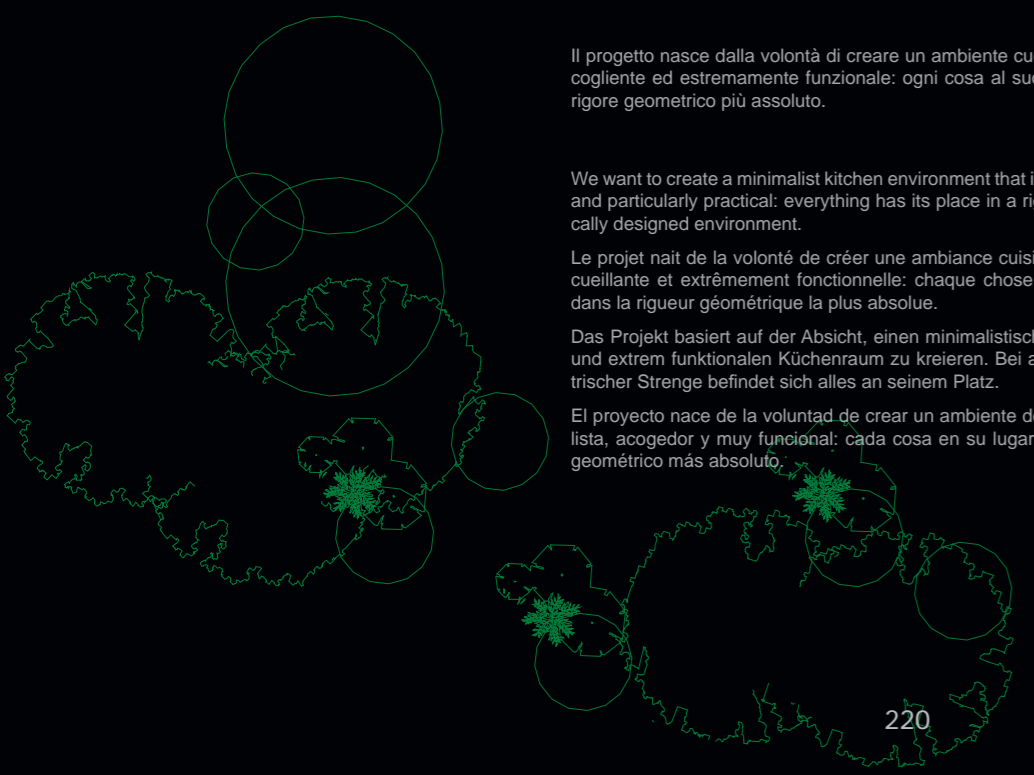 Il progetto nasce dalla volontà di creare un ambiente cu
cogliente ed estremamente funzionale: ogni cosa al suo
rigore geometrico più assoluto.
We want to create a minimalist kitchen environment that i
and particularly practical: everything has its place in a ri
cally designed environment.
Le projet nait de la volonté de créer une ambiance cuisi
cueillante et extrêmement fonctionnelle: chaque chose
dans la rigueur géométrique la plus absolue.
Das Projekt basiert auf der Absicht, einen minimalistisch
und extrem funktionalen Küchenraum zu kreieren. Bei a
trischer Strenge befindet sich alles an seinem Platz.
El proyecto nace de la voluntad de crear un ambiente de
lista, acogedor y muy funcional: cada cosa en su lugar
geométrico más absoluto.
220